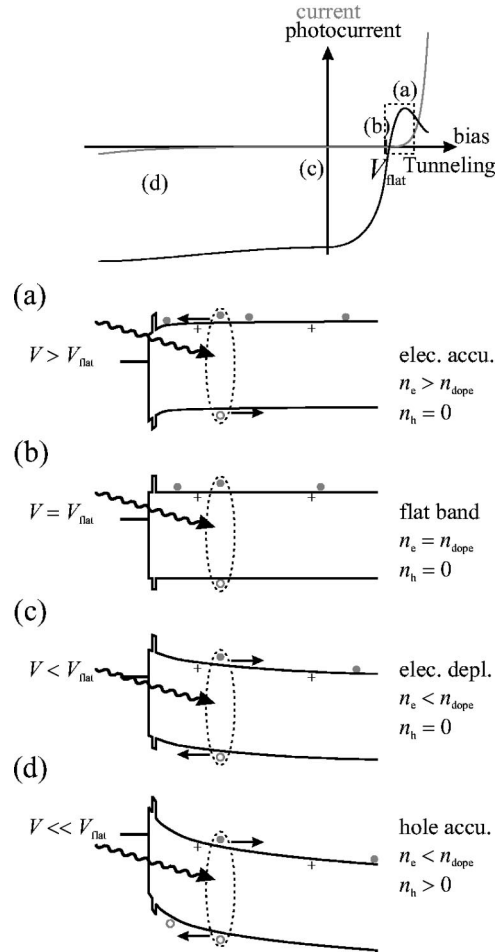 current
photocurrent
(a)
(b)
bias
(c)
V_flat
Tunneling
(d)
(a)
V > V_flat
+ +
elec. accu.
n_e > n_dope
n_h = 0
(b)
V = V_flat
+ +
flat band
n_e = n_dope
n_h = 0
(c)
V < V_flat
+ +
elec. depl.
n_e < n_dope
n_h = 0
(d)
V << V_flat
+ +
hole accu.
n_e < n_dope
n_h > 0